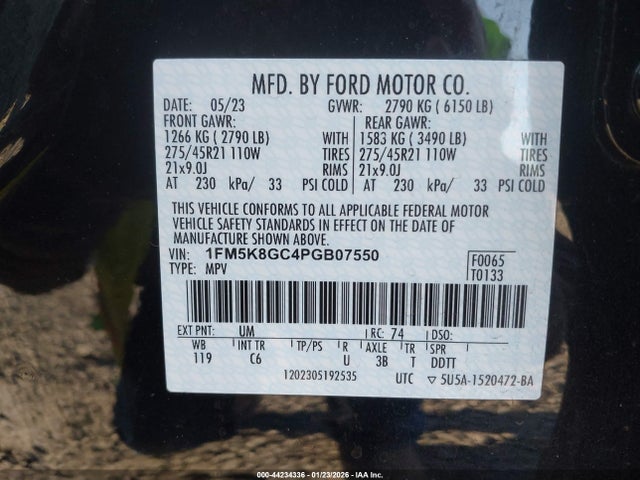 MFD. BY FORD MOTOR CO.
DATE: 05/23 GVWR: 2790 KG ( 6150 LB)
FRONT GAWR: REAR GAWR:
1266 KG ( 2790 LB) WITH 1583 KG ( 3490 LB) WITH
275/45R21 110W TIRES 275/45R21 110W TIRES
21x9.0J RIMS 21x9.0J RIMS
AT 230 kPa/ 33 PSI COLD AT 230 kPa/ 33 PSI COLD
THIS VEHICLE CONFORMS TO ALL APPLICABLE FEDERAL MOTOR
VEHICLE SAFETY STANDARDS IN EFFECT ON THE DATE OF
MANUFACTURE SHOWN ABOVE.
VIN: 1FM5K8GC4PGB07550 F0065
TYPE: MPV T0133
EXT PNT: UM RC: 74 DSO:
WB INT TR TP/PS R AXLE TR SPR
119 C6 U 3B T DDTT
1202305192535 UTC ▽ 5U5A-1520472-BA
000-44234336 - 01/23/2026 - IAA Inc.